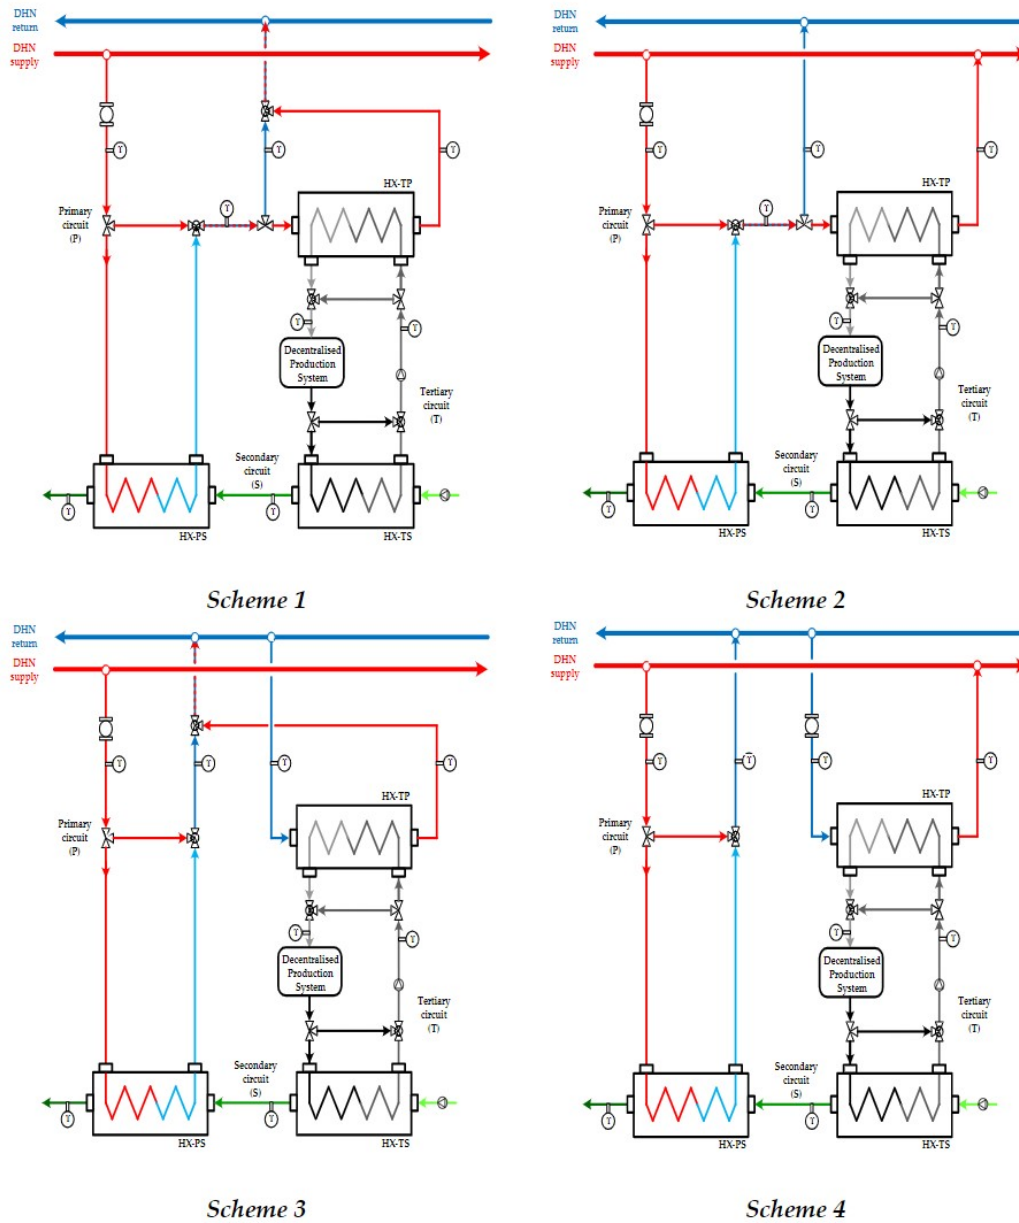 DHN
return
DHN
supply
T
T
T
T
HX-TP
Primary
circuit
(P)
T
T
Decentralised
Production
System
Tertiary
circuit
(T)
Secondary
circuit
(S)
T
T
HX-PS
HX-TS
Scheme 1
DHN
return
DHN
supply
T
T
T
T
HX-TP
Primary
circuit
(P)
T
T
Decentralised
Production
System
Tertiary
circuit
(T)
Secondary
circuit
(S)
T
T
HX-PS
HX-TS
Scheme 2
DHN
return
DHN
supply
T
T
T
T
HX-TP
Primary
circuit
(P)
T
T
Decentralised
Production
System
Tertiary
circuit
(T)
Secondary
circuit
(S)
T
T
HX-PS
HX-TS
Scheme 3
DHN
return
DHN
supply
T
T
T
T
HX-TP
Primary
circuit
(P)
T
T
Decentralised
Production
System
Tertiary
circuit
(T)
Secondary
circuit
(S)
T
T
HX-PS
HX-TS
Scheme 4